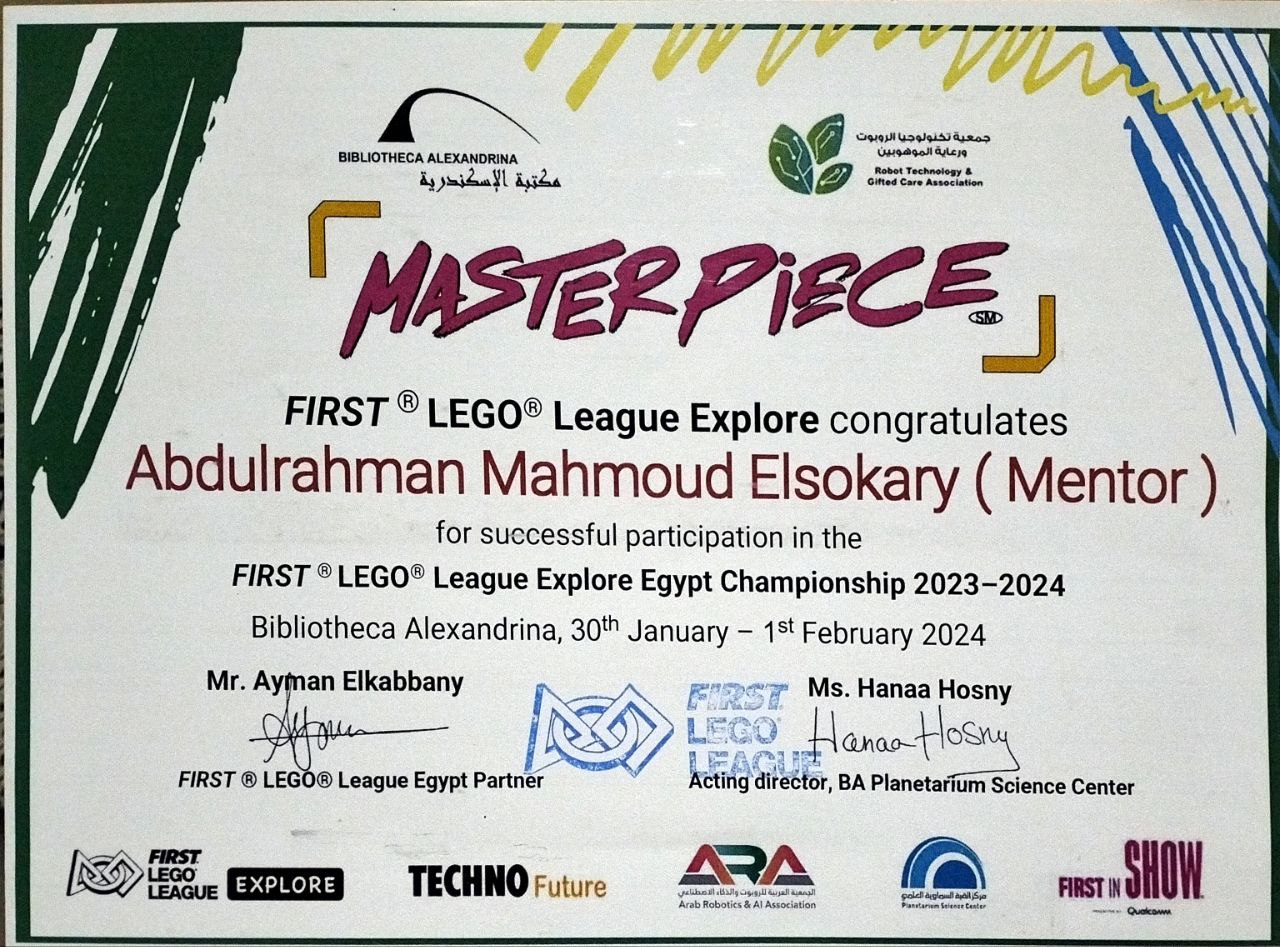 BIBLIOTHECA ALEXANDRINA
مكتبة الإسكندرية
جمعية تكنولوجيا الروبوت
ورعاية الموهوبين
Robot Technology &
Gifted Care Association
MASTERPIECE
SM
FIRST ® LEGO® League Explore congratulates
Abdulrahman Mahmoud Elsokary ( Mentor )
for successful participation in the
FIRST ® LEGO® League Explore Egypt Championship 2023–2024
Bibliotheca Alexandrina, 30th January – 1st February 2024
Mr. Ayman Elkabbany
FIRST ® LEGO® League Egypt Partner
FIRST
LEGO
LEAGUE
Ms. Hanaa Hosny
Hanaa Hosny
Acting director, BA Planetarium Science Center
FIRST
LEGO
LEAGUE
EXPLORE
TECHNO Future
ARA
الجمعية العربية للروبوت والذكاء الاصطناعي
Arab Robotics & AI Association
مركز القبة السماوية العلمي
Planetarium Science Center
FIRST IN SHOW
PRESENTED BY Qualcomm